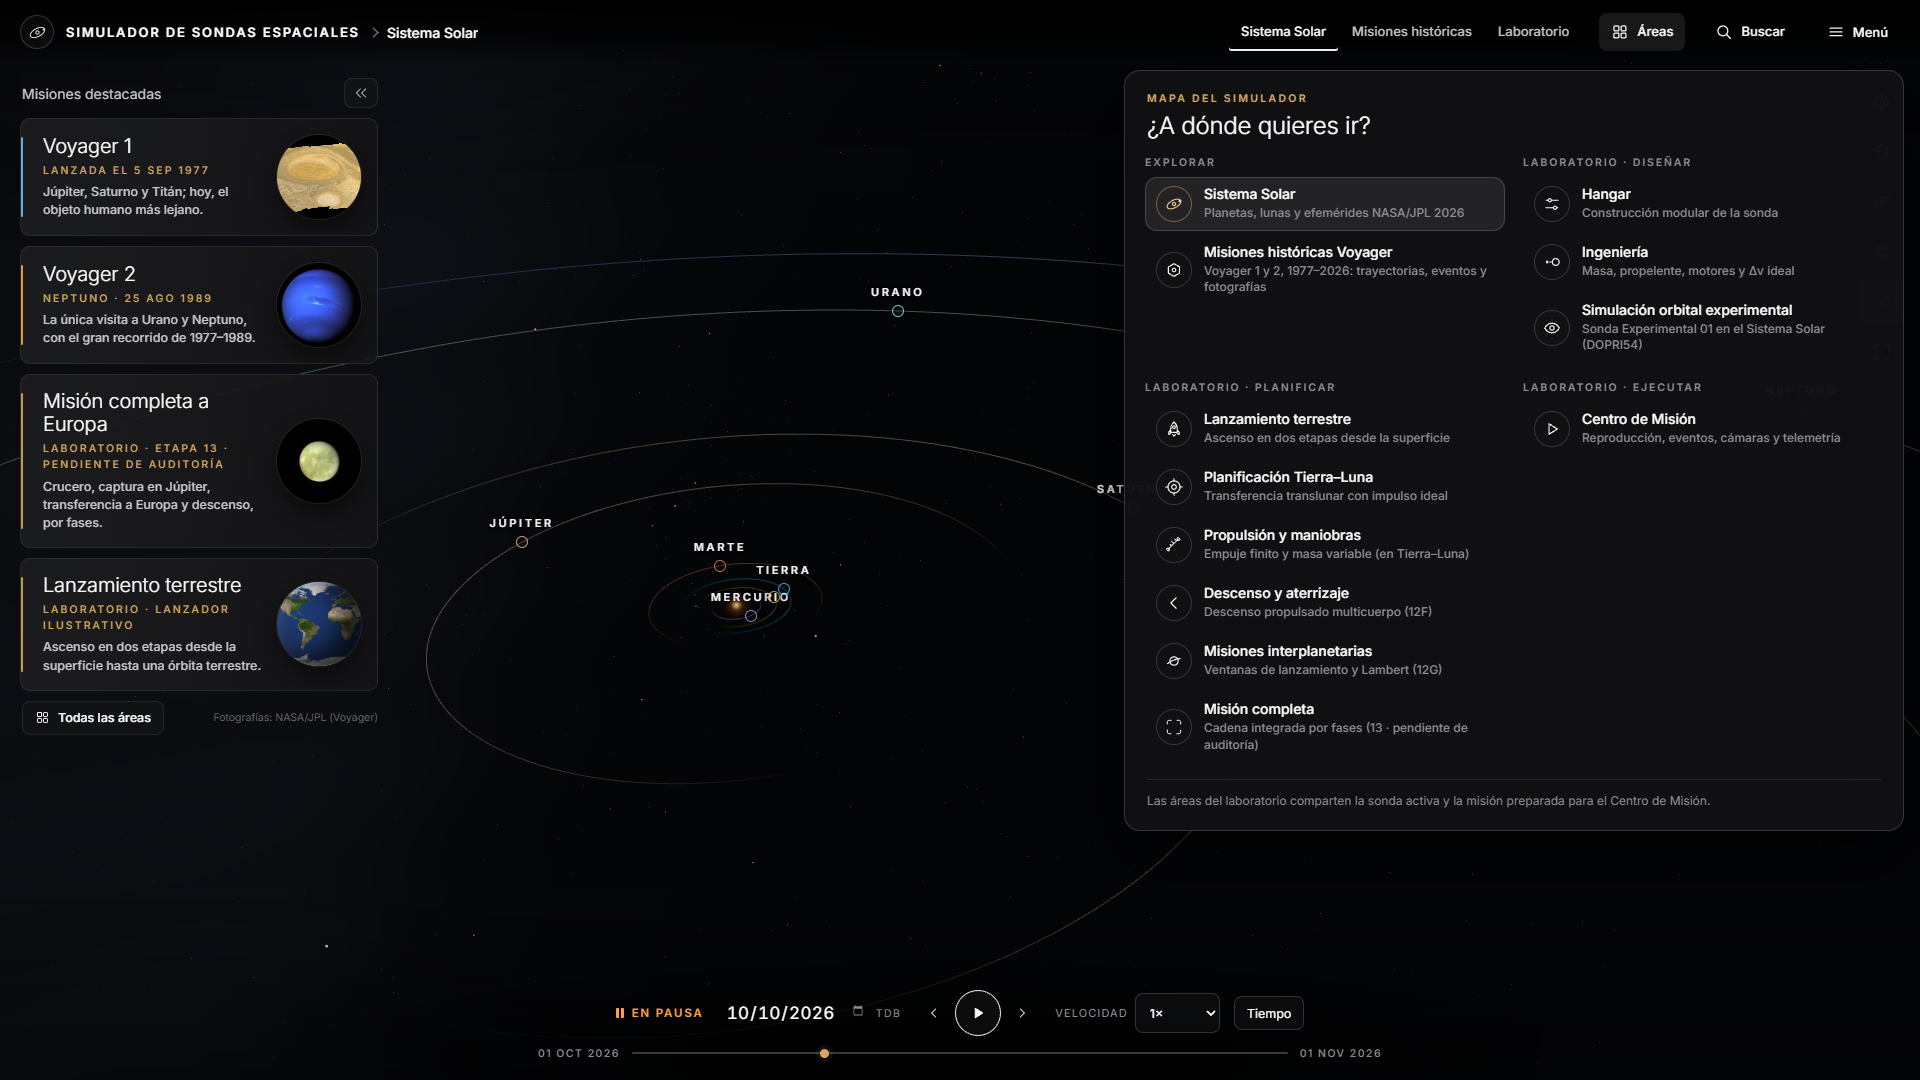 SIMULADOR DE SONDAS ESPACIALES > Sistema Solar
Sistema Solar
Misiones históricas
Laboratorio
Áreas
Buscar
Menú
Misiones destacadas
Voyager 1
LANZADA EL 5 SEP 1977
Júpiter, Saturno y Titán; hoy, el
objeto humano más lejano.
Voyager 2
NEPTUNO · 25 AGO 1989
La única visita a Urano y Neptuno,
con el gran recorrido de 1977–1989.
Misión completa a
Europa
LABORATORIO · ETAPA 13 ·
PENDIENTE DE AUDITORÍA
Crucero, captura en Júpiter,
transferencia a Europa y descenso,
por fases.
Lanzamiento terrestre
LABORATORIO · LANZADOR
ILUSTRATIVO
Ascenso en dos etapas desde la
superficie hasta una órbita terrestre.
Todas las áreas
Fotografías: NASA/JPL (Voyager)
URANO
JÚPITER
MARTE
TIERRA
MERCURIO
MAPA DEL SIMULADOR
¿A dónde quieres ir?
EXPLORAR
Sistema Solar
Planetas, lunas y efemérides NASA/JPL 2026
Misiones históricas Voyager
Voyager 1 y 2, 1977–2026: trayectorias, eventos y
fotografías
LABORATORIO · DISEÑAR
Hangar
Construcción modular de la sonda
Ingeniería
Masa, propelente, motores y Δv ideal
Simulación orbital experimental
Sonda Experimental 01 en el Sistema Solar
(DOPRI54)
LABORATORIO · PLANIFICAR
Lanzamiento terrestre
Ascenso en dos etapas desde la superficie
Planificación Tierra–Luna
Transferencia translunar con impulso ideal
Propulsión y maniobras
Empuje finito y masa variable (en Tierra–Luna)
Descenso y aterrizaje
Descenso propulsado multicuerpo (12F)
Misiones interplanetarias
Ventanas de lanzamiento y Lambert (12G)
Misión completa
Cadena integrada por fases (13 · pendiente de
auditoría)
LABORATORIO · EJECUTAR
Centro de Misión
Reproducción, eventos, cámaras y telemetría
Las áreas del laboratorio comparten la sonda activa y la misión preparada para el Centro de Misión.
EN PAUSA
10/10/2026
TDB
VELOCIDAD
1×
Tiempo
01 OCT 2026
01 NOV 2026